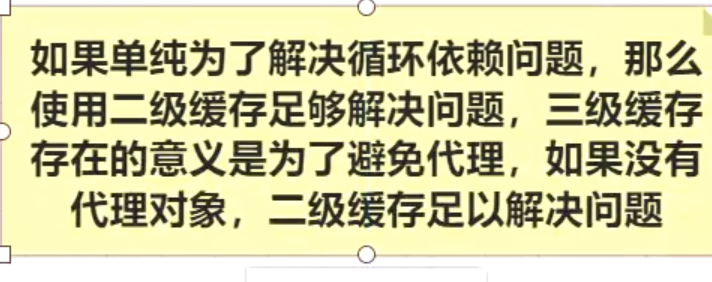 如果单纯为了解决循环依赖问题，那么
使用二级缓存足够解决问题，三级缓存
存在的意义是为了避免代理，如果没有
代理对象，二级缓存足以解决问题